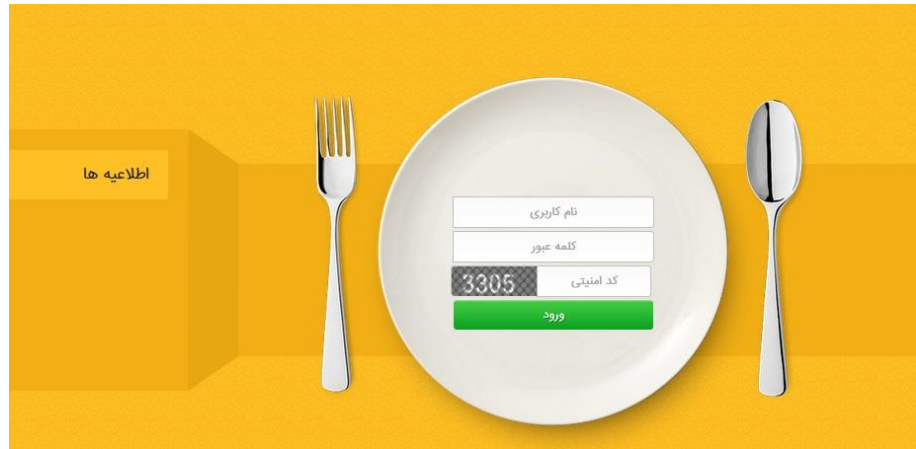 اطلاعیه ها
نام کاربری
کلمه عبور
کد امنیتی 3305
ورود